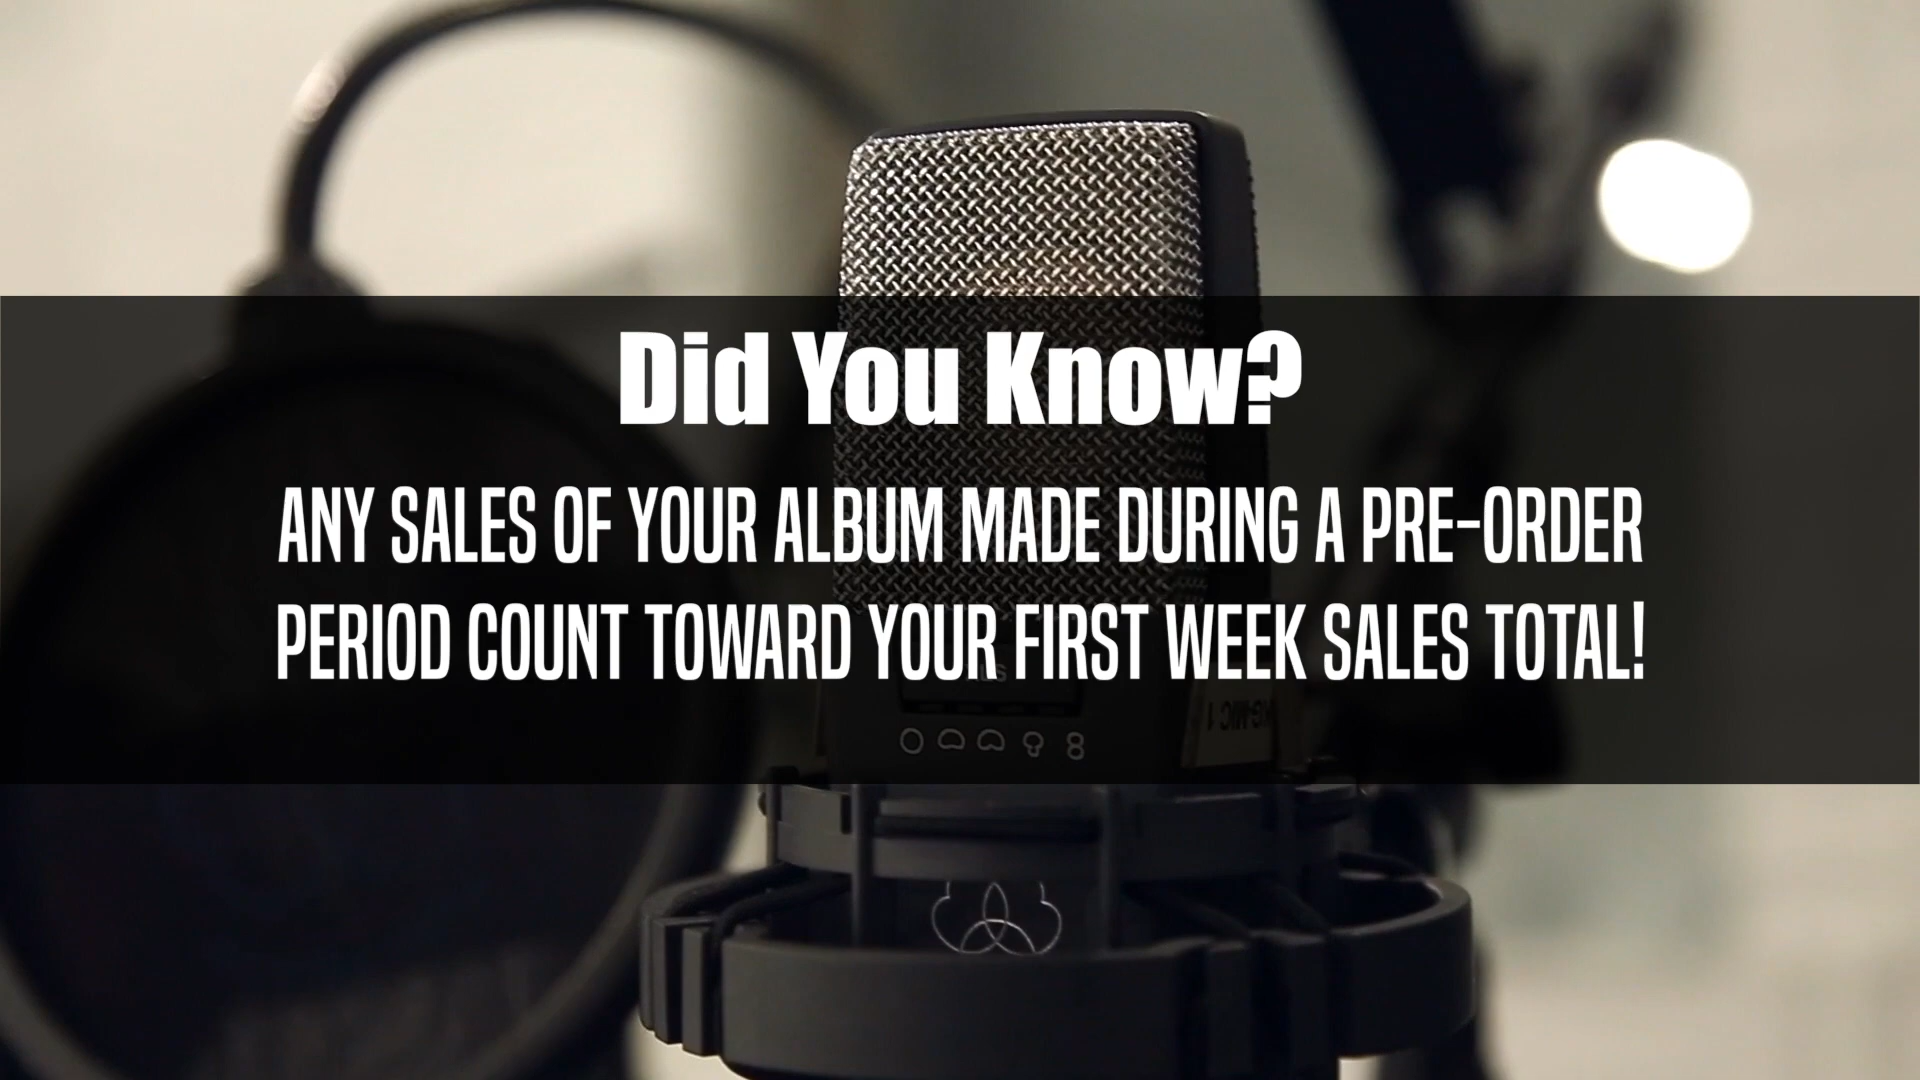 Did You Know?
ANY SALES OF YOUR ALBUM MADE DURING A PRE-ORDER
PERIOD COUNT TOWARD YOUR FIRST WEEK SALES TOTAL!